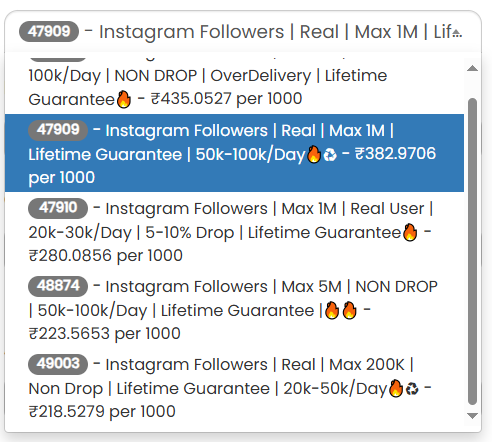 47909 - Instagram Followers | Real | Max 1M | Lif
100k/Day | NON DROP | OverDelivery | Lifetime
Guarantee🔥 - ₹435.0527 per 1000
47909 - Instagram Followers | Real | Max 1M |
Lifetime Guarantee | 50k-100k/Day🔥♻ - ₹382.9706
per 1000
47910 - Instagram Followers | Max 1M | Real User |
20k-30k/Day | 5-10% Drop | Lifetime Guarantee🔥 -
₹280.0856 per 1000
48874 - Instagram Followers | Max 5M | NON DROP
| 50k-100k/Day | Lifetime Guarantee |🔥🔥 -
₹223.5653 per 1000
49003 - Instagram Followers | Real | Max 200K |
Non Drop | Lifetime Guarantee | 20k-50k/Day🔥♻ -
₹218.5279 per 1000